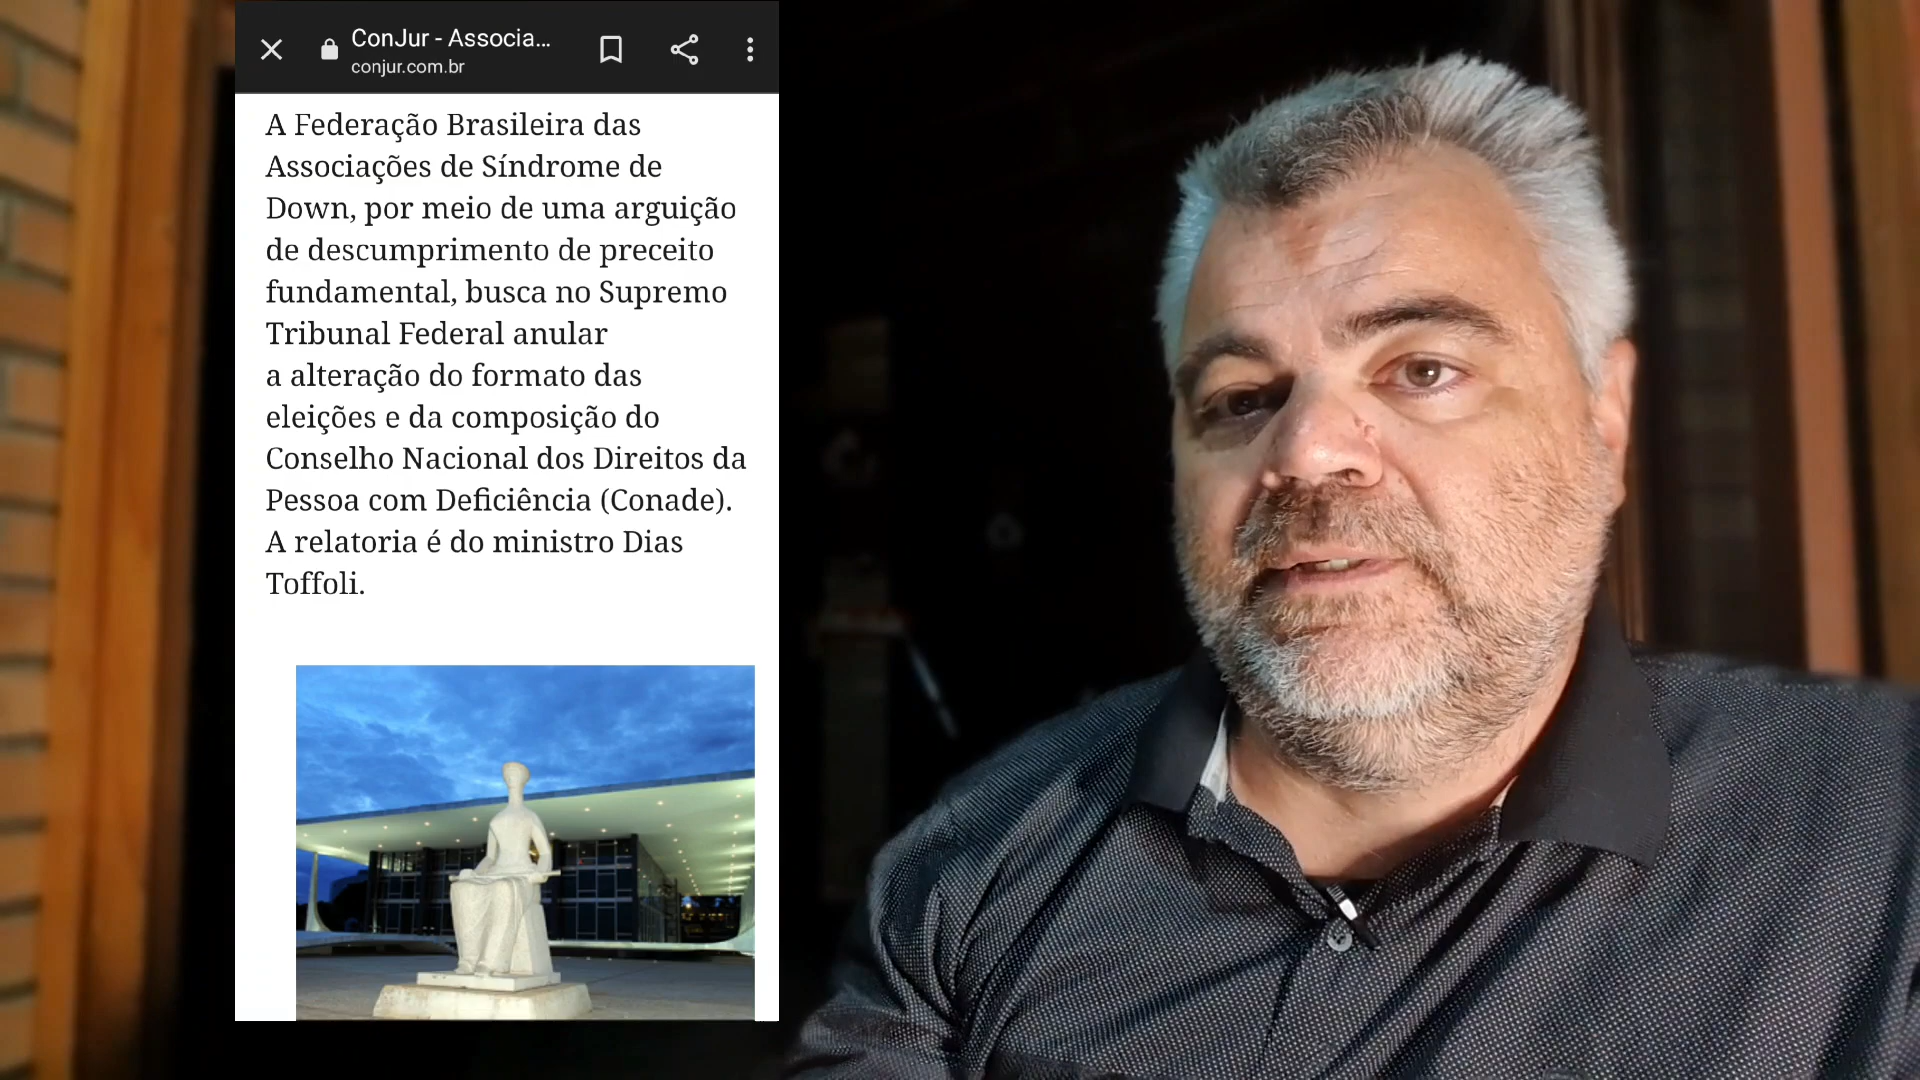 ConJur - Associa...
conjur.com.br
A Federação Brasileira das
Associações de Síndrome de
Down, por meio de uma arguição
de descumprimento de preceito
fundamental, busca no Supremo
Tribunal Federal anular
a alteração do formato das
eleições e da composição do
Conselho Nacional dos Direitos da
Pessoa com Deficiência (Conade).
A relatoria é do ministro Dias
Toffoli.